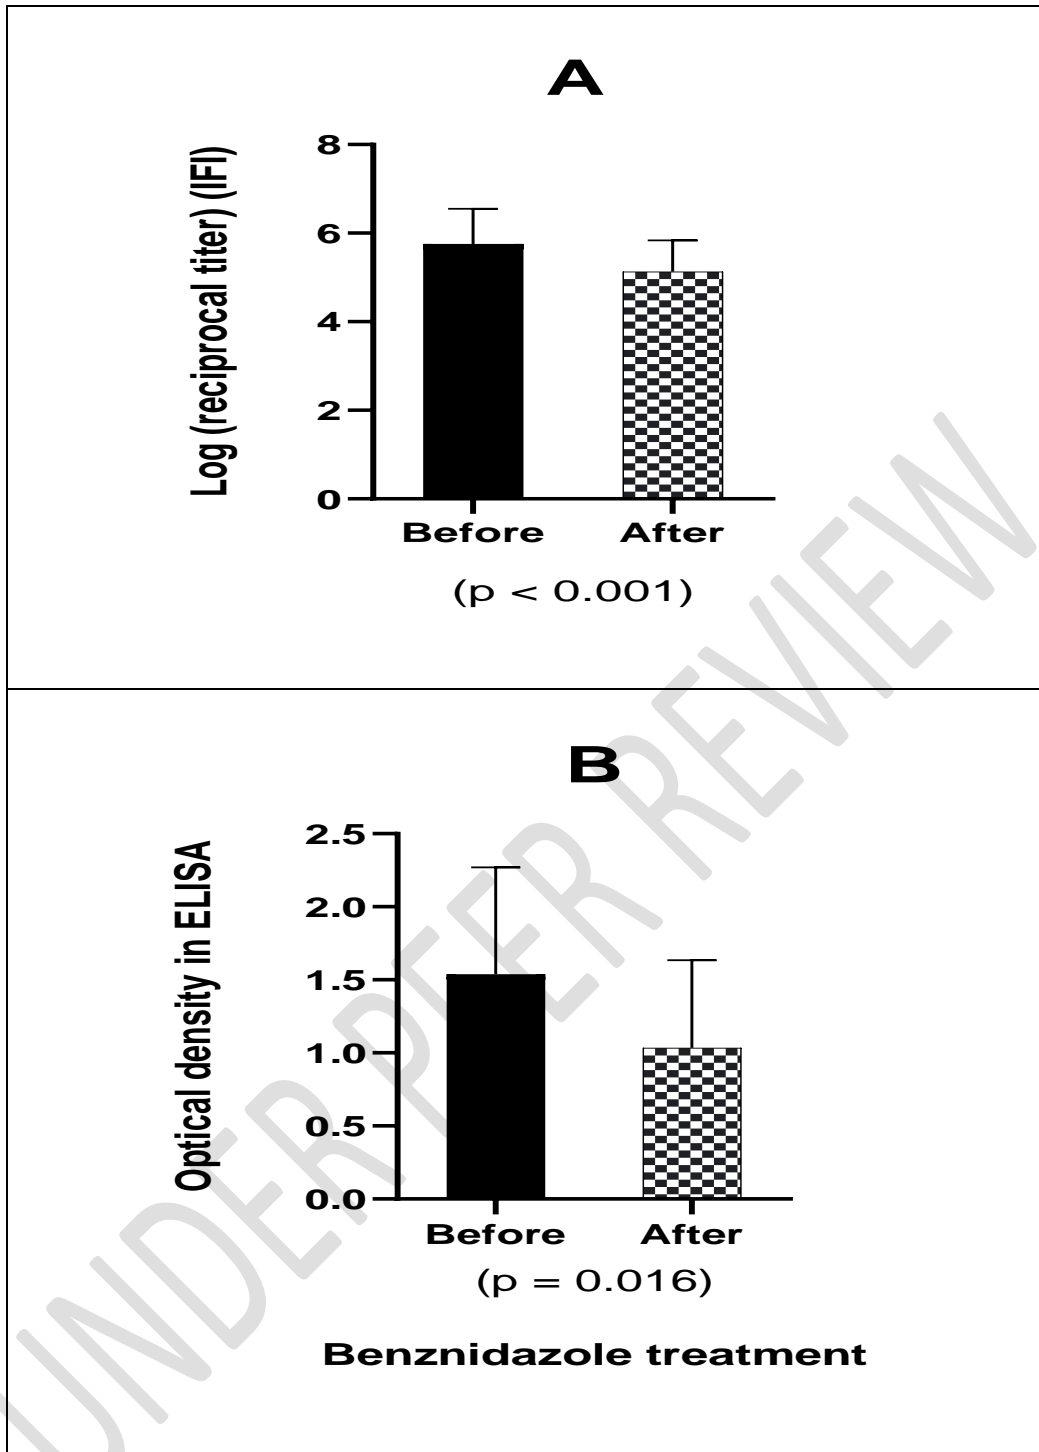 A
Log (reciprocal titer) (IFI)
8
6
4
2
0
Before After
(p < 0.001)
B
Optical density in ELISA
2.5
2.0
1.5
1.0
0.5
0.0
Before After
(p = 0.016)
Benznidazole treatment
UNDER PEER REVIEW